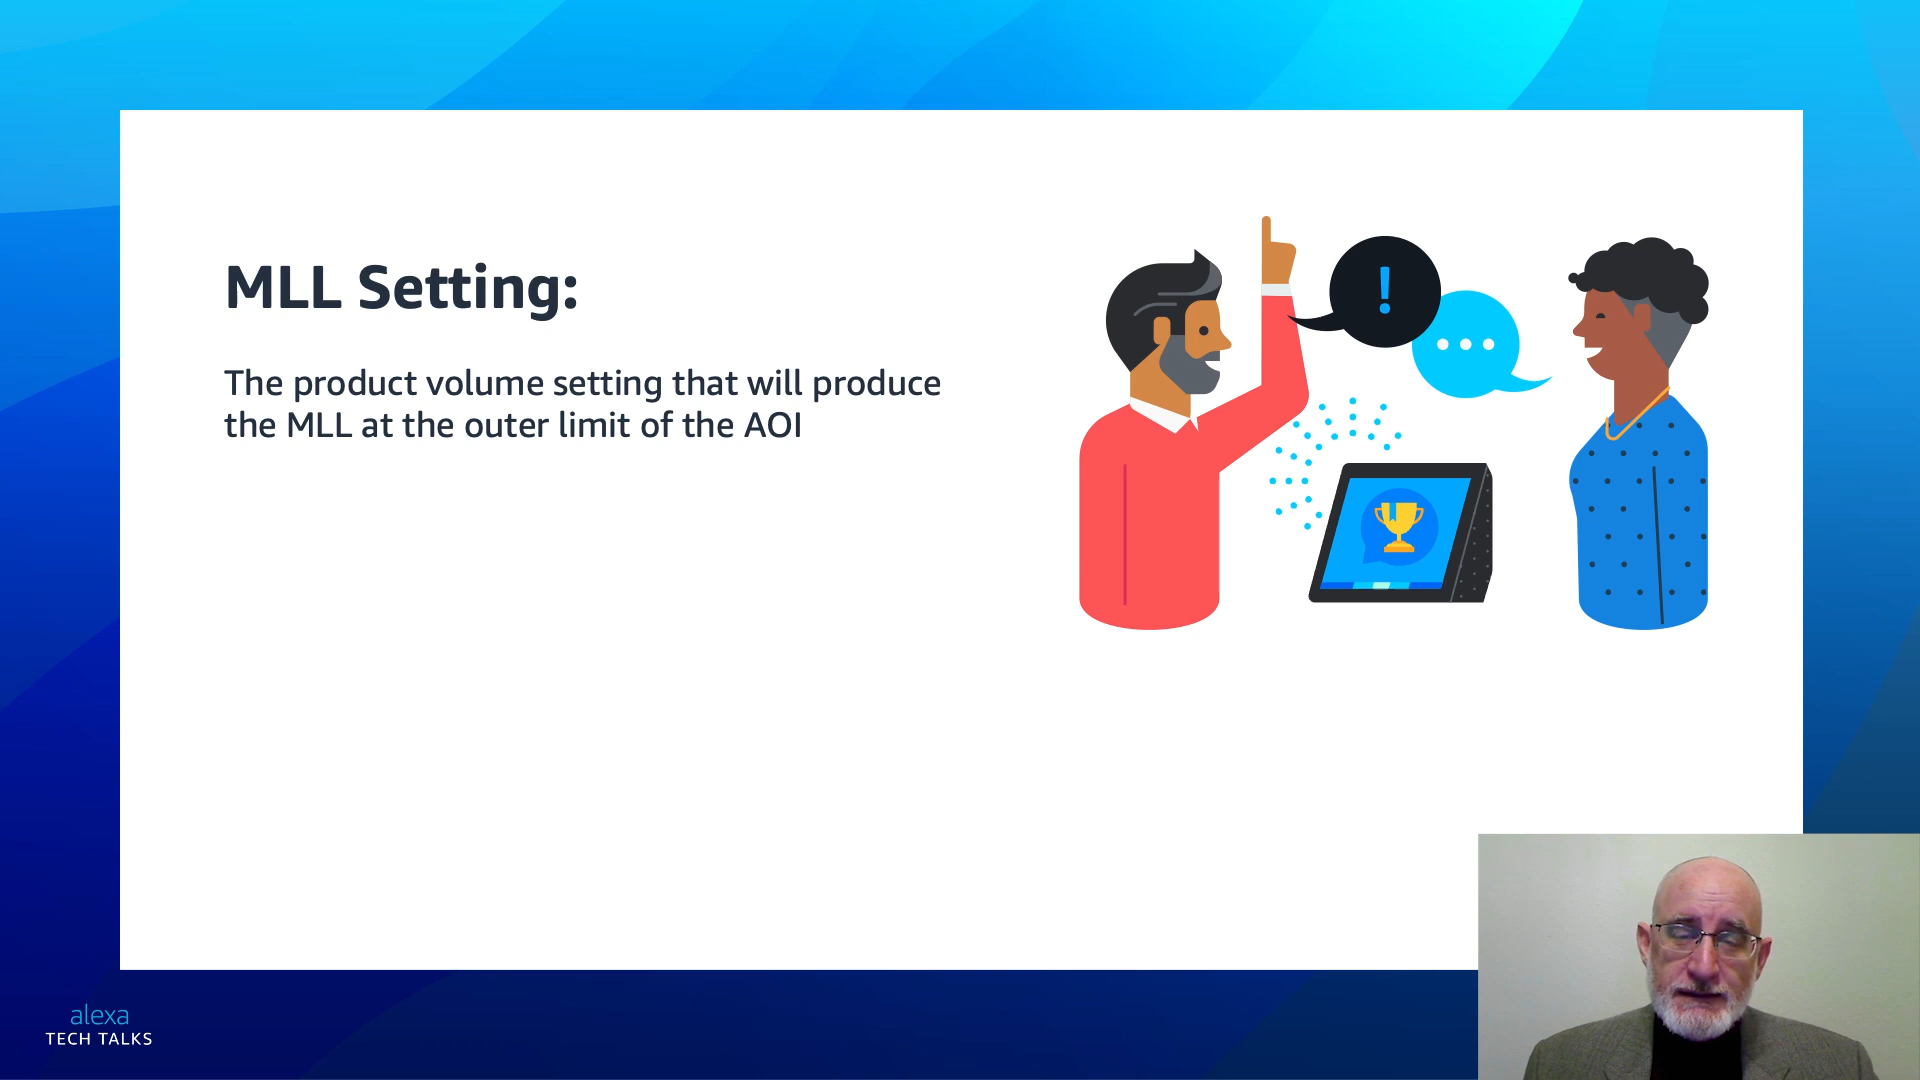 MLL Setting:
The product volume setting that will produce
the MLL at the outer limit of the AOI
!
alexa
TECH TALKS